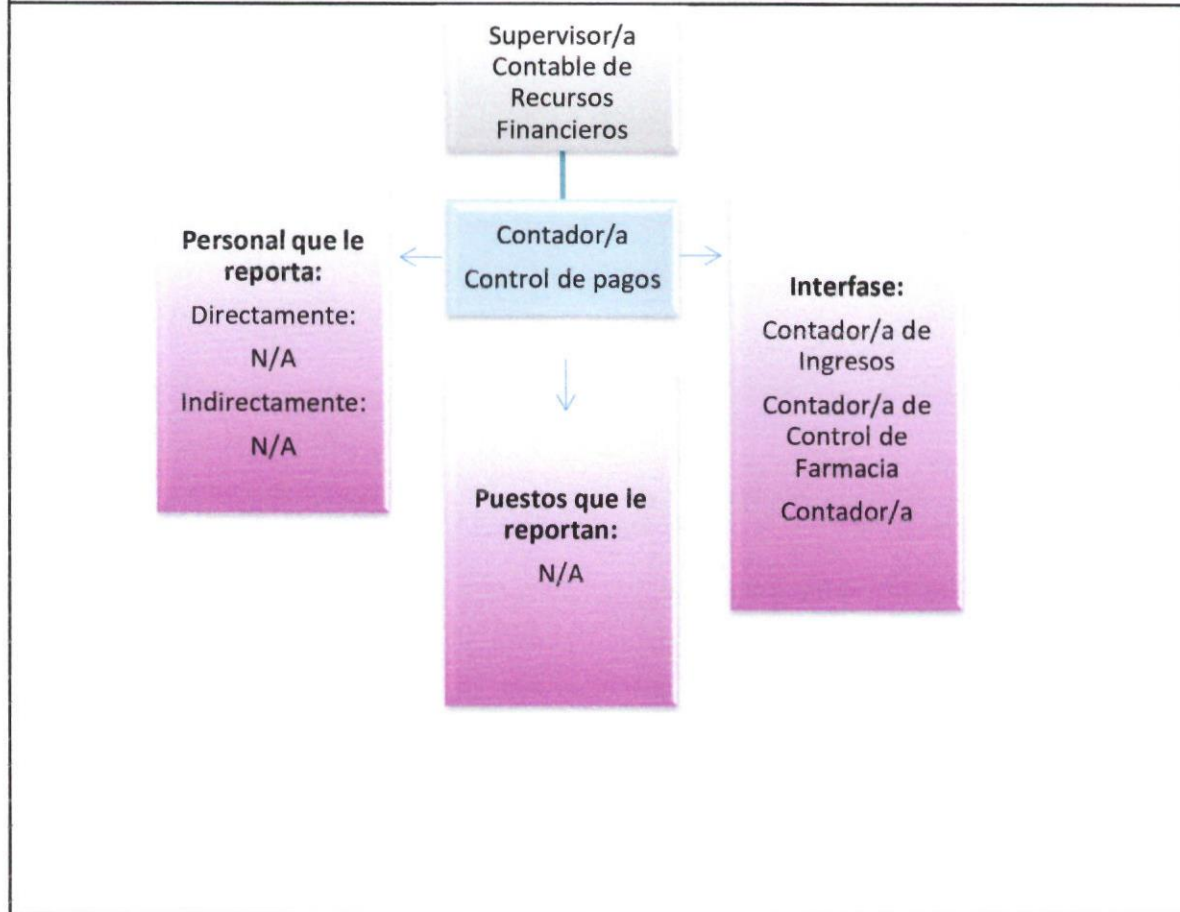 Supervisor/a
Contable de
Recursos
Financieros
Contador/a
Control de pagos
Personal que le
reporta:
Directamente:
N/A
Indirectamente:
N/A
Puestos que le
reportan:
N/A
Interfase:
Contador/a de
Ingresos
Contador/a de
Control de
Farmacia
Contador/a